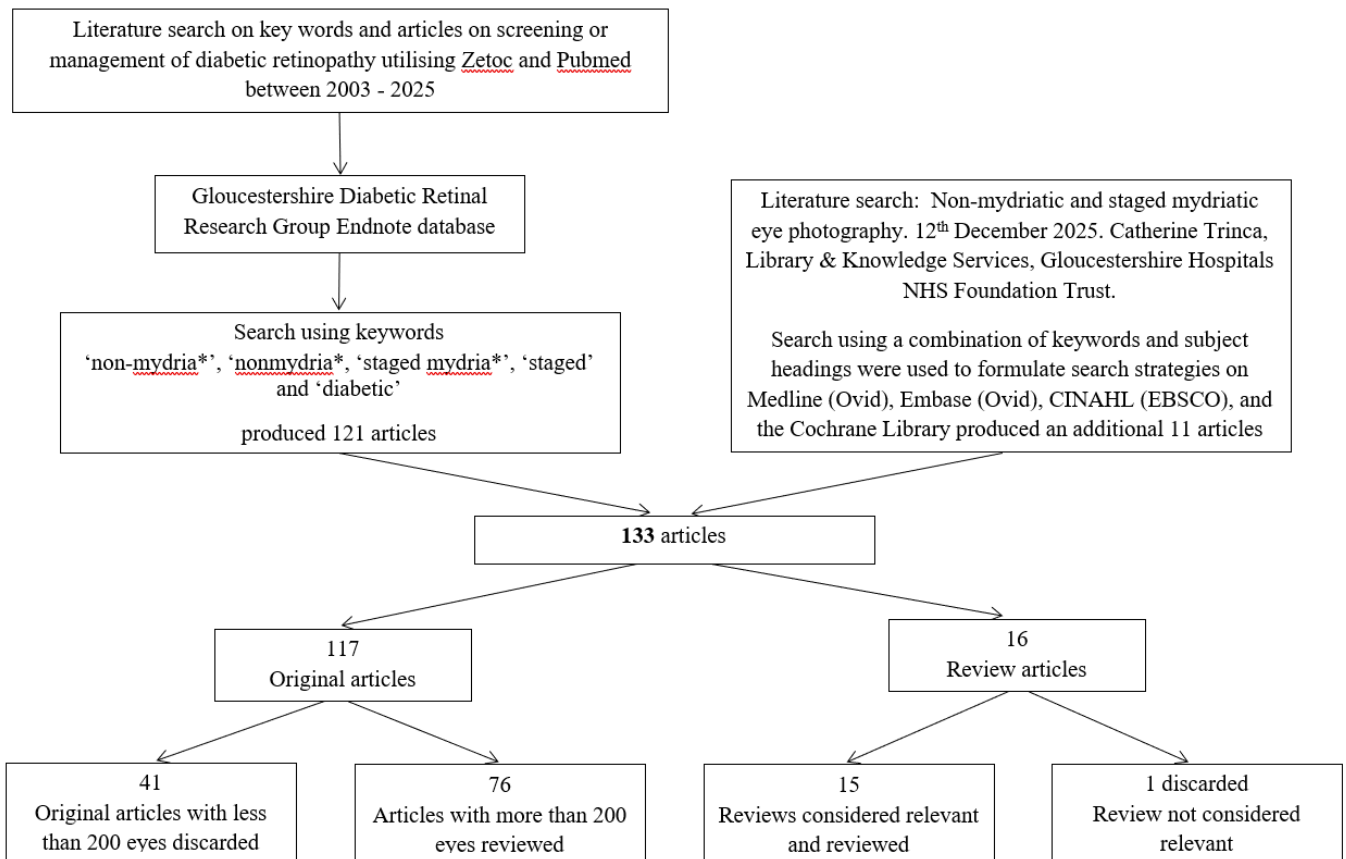 Literature search on key words and articles on screening or
management of diabetic retinopathy utilising Zetoc and Pubmed
between 2003 - 2025
Gloucestershire Diabetic Retinal
Research Group Endnote database
Search using keywords
‘non-mydria*’, ‘nonmydria*, ‘staged mydria*’, ‘staged’
and ‘diabetic’
produced 121 articles
Literature search:  Non-mydriatic and staged mydriatic
eye photography. 12th December 2025. Catherine Trinca,
Library & Knowledge Services, Gloucestershire Hospitals
NHS Foundation Trust.
Search using a combination of keywords and subject
headings were used to formulate search strategies on
Medline (Ovid), Embase (Ovid), CINAHL (EBSCO), and
the Cochrane Library produced an additional 11 articles
133 articles
117
Original articles
16
Review articles
41
Original articles with less
than 200 eyes discarded
76
Articles with more than 200
eyes reviewed
15
Reviews considered relevant
and reviewed
1 discarded
Review not considered
relevant